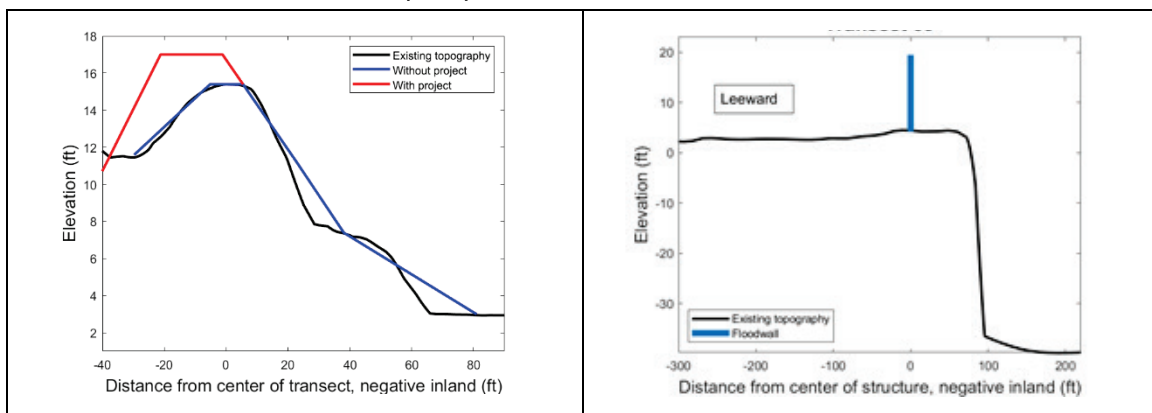 18
16
14
12
10
8
6
4
2
Elevation (ft)
Existing topography
Without project
With project
-40
-20
0
20
40
60
80
Distance from center of transect, negative inland (ft)
20
10
0
-10
-20
-30
Elevation (ft)
Leeward
Existing topography
Floodwall
-300
-200
-100
0
100
200
Distance from center of structure, negative inland (ft)